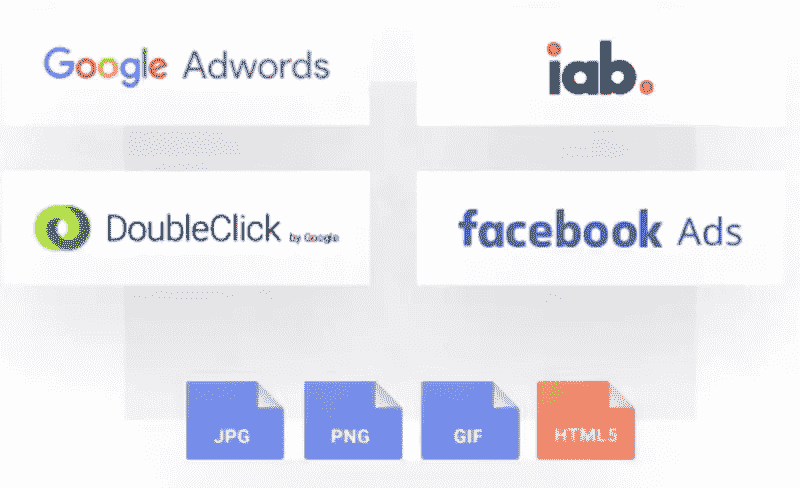 Google Adwords
iab.
DoubleClick by Google
facebook Ads
JPG
PNG
GIF
HTML5